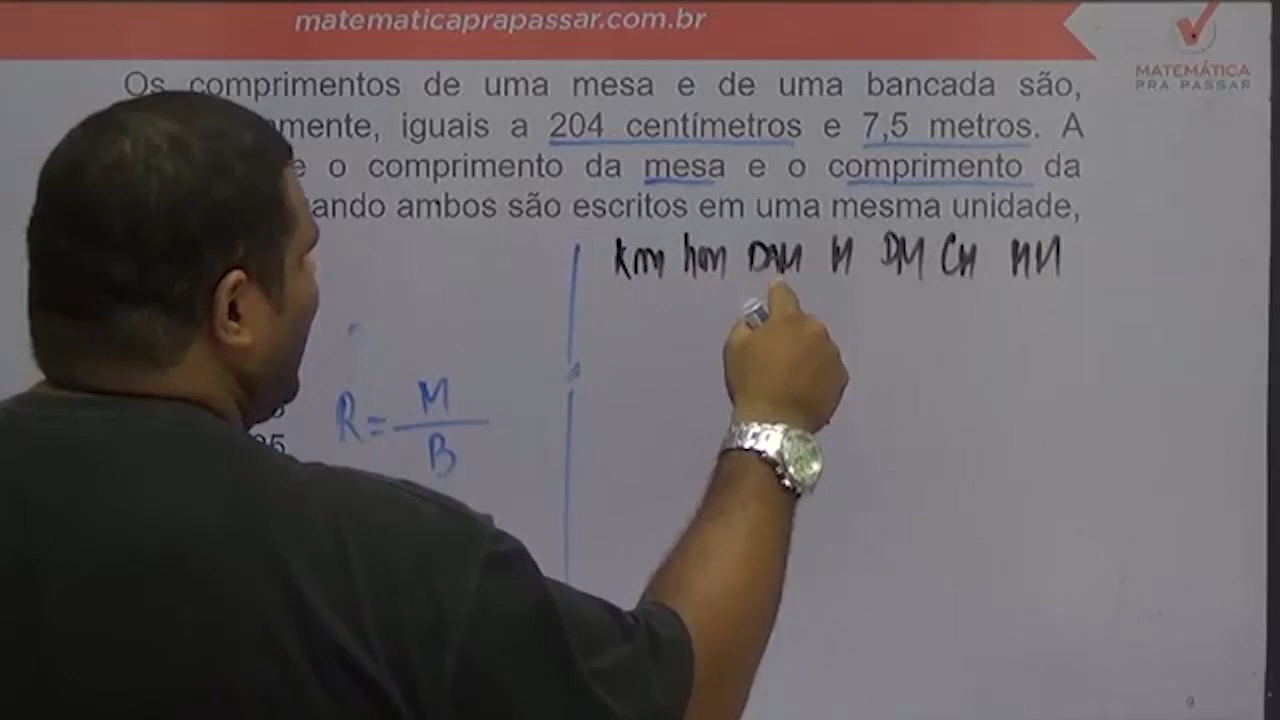 matematicaprapassar.com.br
MATEMÁTICA
PRA PASSAR
Os comprimentos de uma mesa e de uma bancada são,
mente, iguais a 204 centímetros e 7,5 metros. A
e o comprimento da mesa e o comprimento da
ando ambos são escritos em uma mesma unidade,
km hm DAM M DM CM MM
R = M
B
9